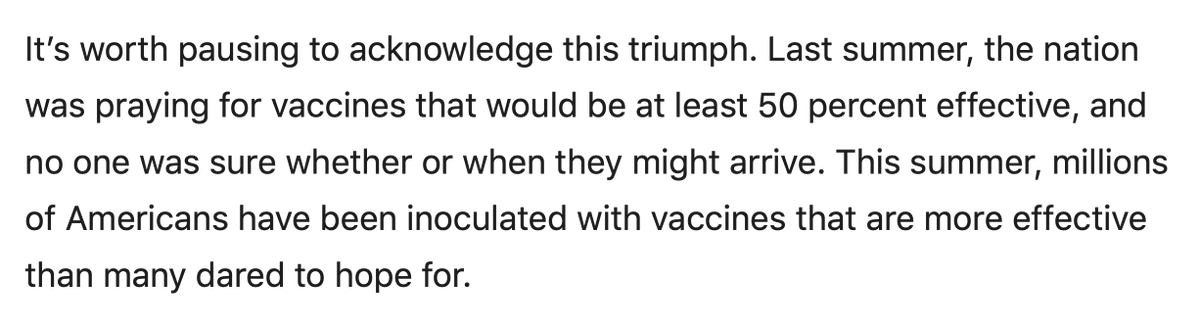 It’s worth pausing to acknowledge this triumph. Last summer, the nation
was praying for vaccines that would be at least 50 percent effective, and
no one was sure whether or when they might arrive. This summer, millions
of Americans have been inoculated with vaccines that are more effective
than many dared to hope for.